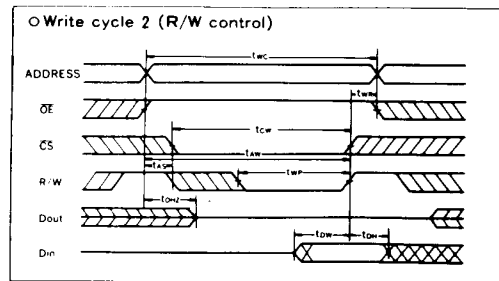 ○Write cycle 2 (R/W control)
tWC
ADDRESS
tWR
OE
tCW
CS
tAW
tAS
tWP
R/W
tOHZ
Dout
tDW
tDH
Din